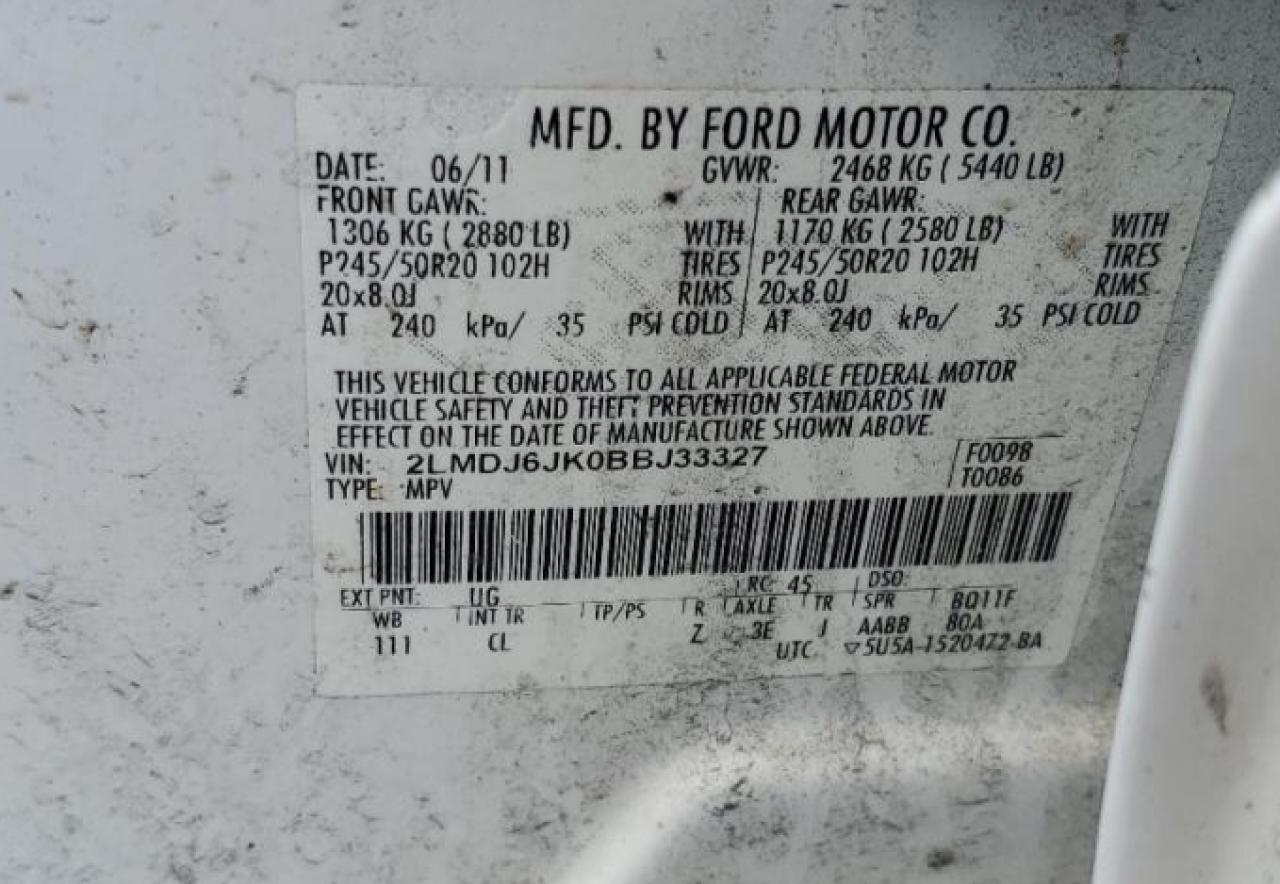 MFD. BY FORD MOTOR CO.
DATE: 06/11 GVWR: 2468 KG ( 5440 LB)
FRONT GAWR: REAR GAWR:
1306 KG ( 2880 LB) WITH 1170 KG ( 2580 LB) WITH
P245/50R20 102H TIRES P245/50R20 102H TIRES
20x8.0J RIMS 20x8.0J RIMS
AT 240 kPa/ 35 PSI COLD AT 240 kPa/ 35 PSI COLD
THIS VEHICLE CONFORMS TO ALL APPLICABLE FEDERAL MOTOR
VEHICLE SAFETY AND THEFT PREVENTION STANDARDS IN
EFFECT ON THE DATE OF MANUFACTURE SHOWN ABOVE.
VIN: 2LMDJ6JK0BBJ33327 F0098
TYPE: MPV T0086
EXT PNT: UG RC: 45 DSO:
WB INT TR TP/PS R AXLE TR SPR BQ11F
111 CL Z 3E J AABB 80A
UTC ▽5U5A-1520472-BA